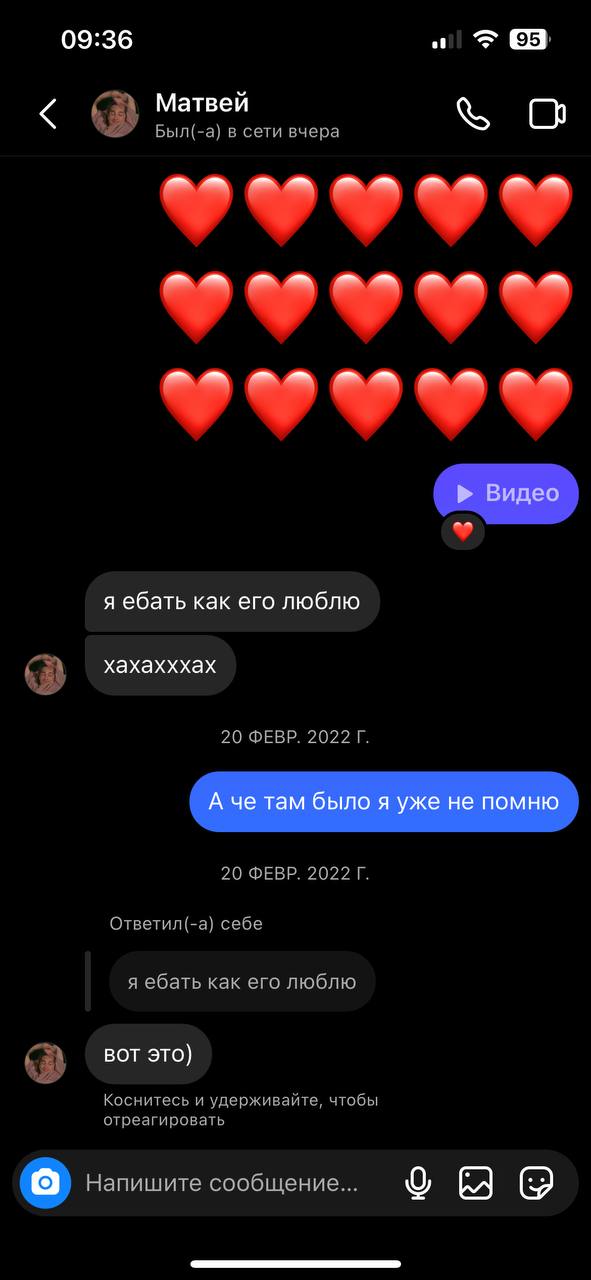 09:36
95
Матвей
Был(-а) в сети вчера
Видео
я ебать как его люблю
хахахххах
20 ФЕВР. 2022 Г.
А че там было я уже не помню
20 ФЕВР. 2022 Г.
Ответил(-а) себе
я ебать как его люблю
вот это)
Коснитесь и удерживайте, чтобы
отреагировать
Напишите сообщение...